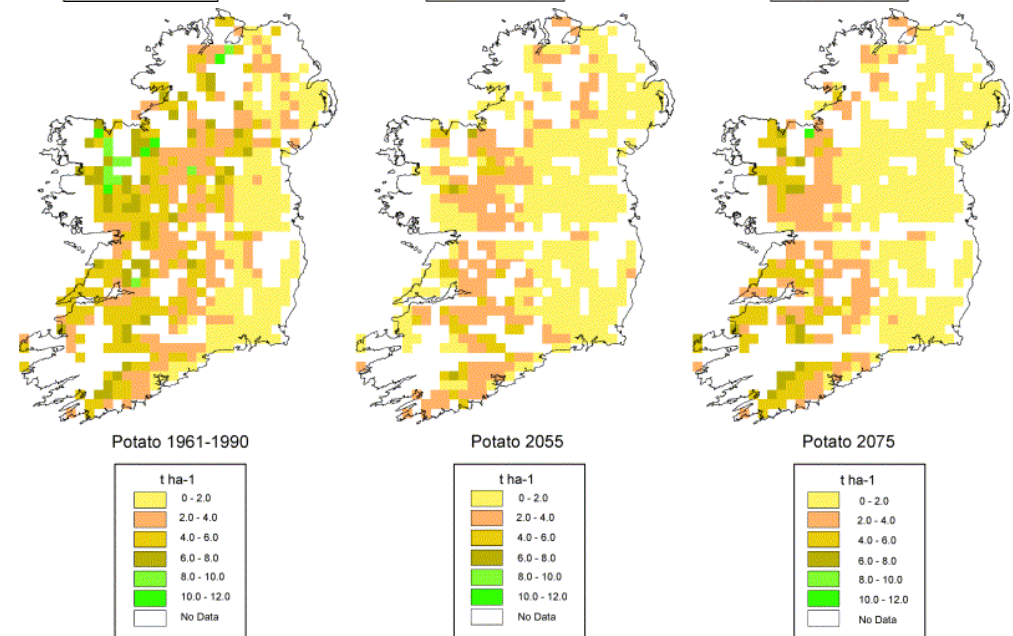 Potato 1961-1990
Potato 2055
Potato 2075
t ha-1
0 - 2.0
2.0 - 4.0
4.0 - 6.0
6.0 - 8.0
8.0 - 10.0
10.0 - 12.0
No Data
t ha-1
0 - 2.0
2.0 - 4.0
4.0 - 6.0
6.0 - 8.0
8.0 - 10.0
10.0 - 12.0
No Data
t ha-1
0 - 2.0
2.0 - 4.0
4.0 - 6.0
6.0 - 8.0
8.0 - 10.0
10.0 - 12.0
No Data